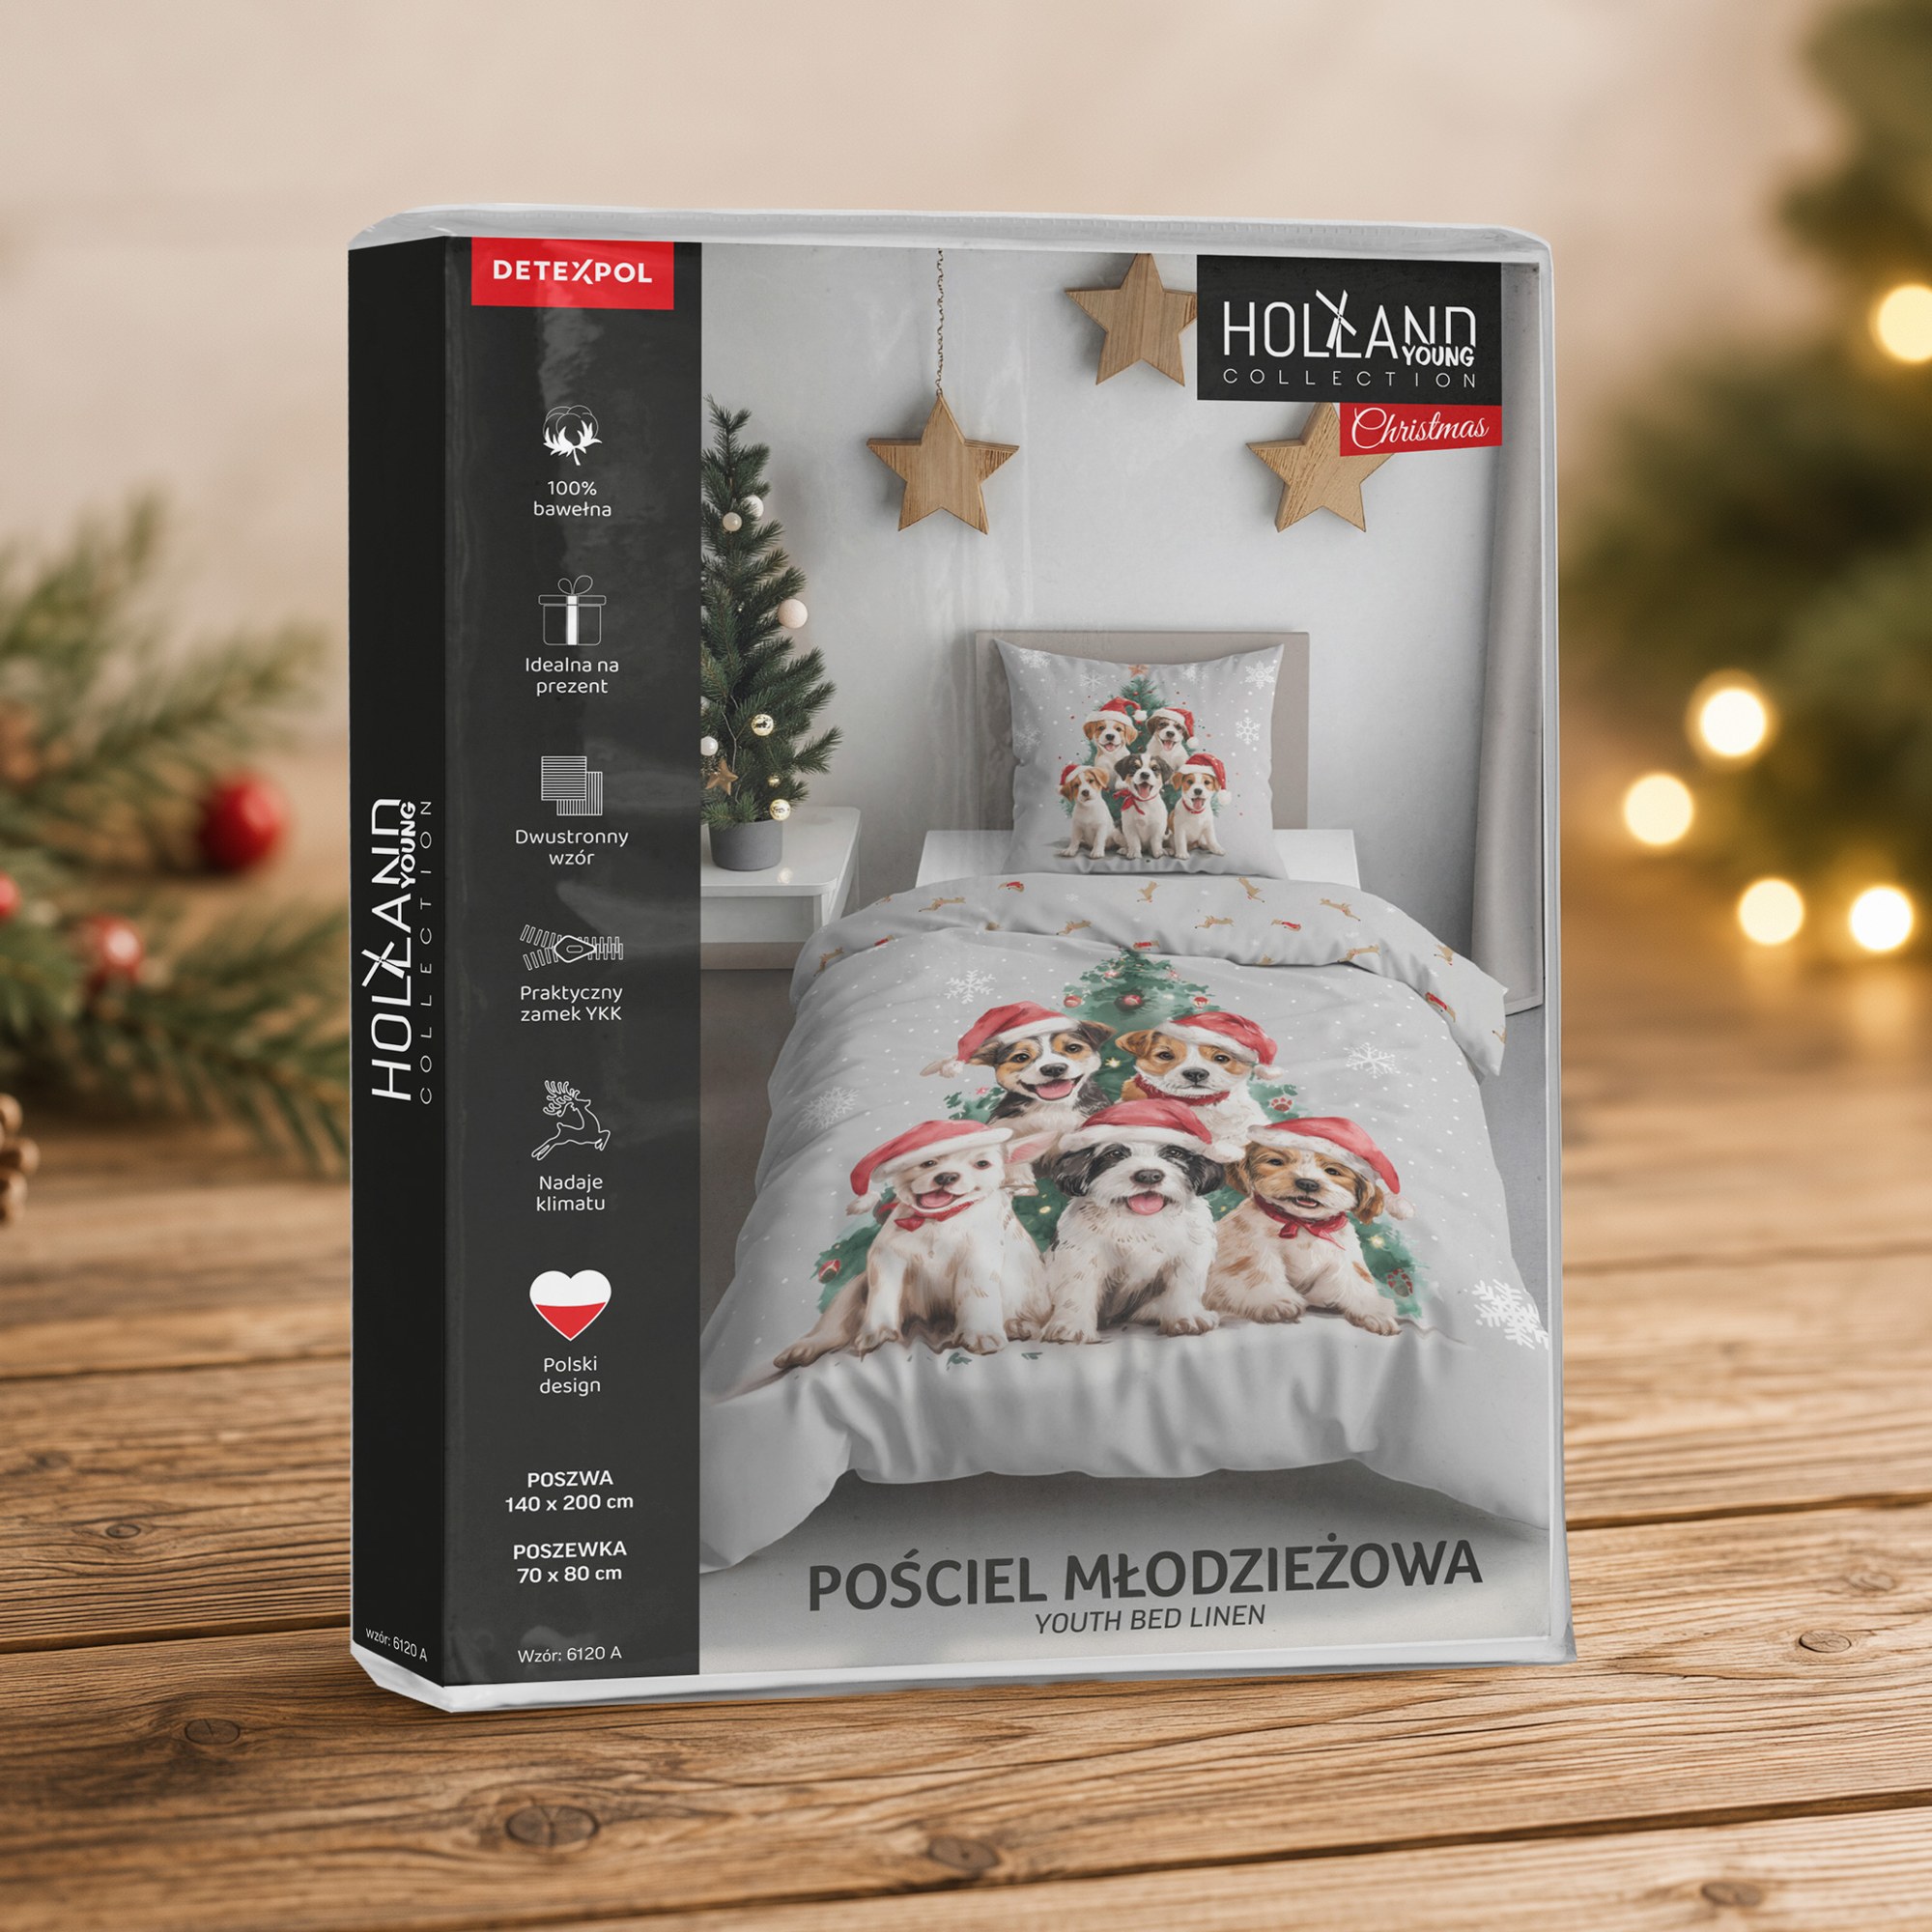 DETEXPOL
100%
bawełna
Idealna na
prezent
Dwustronny
wzór
Praktyczny
zamek YKK
Nadaje
klimatu
Polski
design
POSZWA
140 x 200 cm
POSZEWKA
70 x 80 cm
Wzór: 6120 A
HOLLAND
YOUNG
COLLECTION
Christmas
POŚCIEL MŁODZIEŻOWA
YOUTH BED LINEN
HOLLAND
YOUNG
COLLECTION
wzór: 6120 A